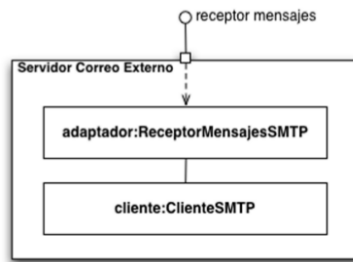 receptor mensajes
Servidor Correo Externo
adaptador:ReceptorMensajesSMTP
cliente:ClienteSMTP